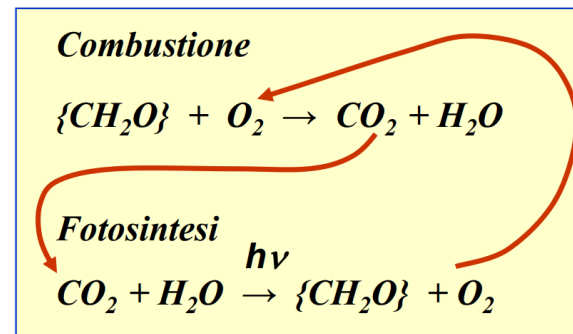 Combustione
{CH₂O} + O₂ → CO₂ + H₂O
Fotosintesi
hν
CO₂ + H₂O → {CH₂O} + O₂